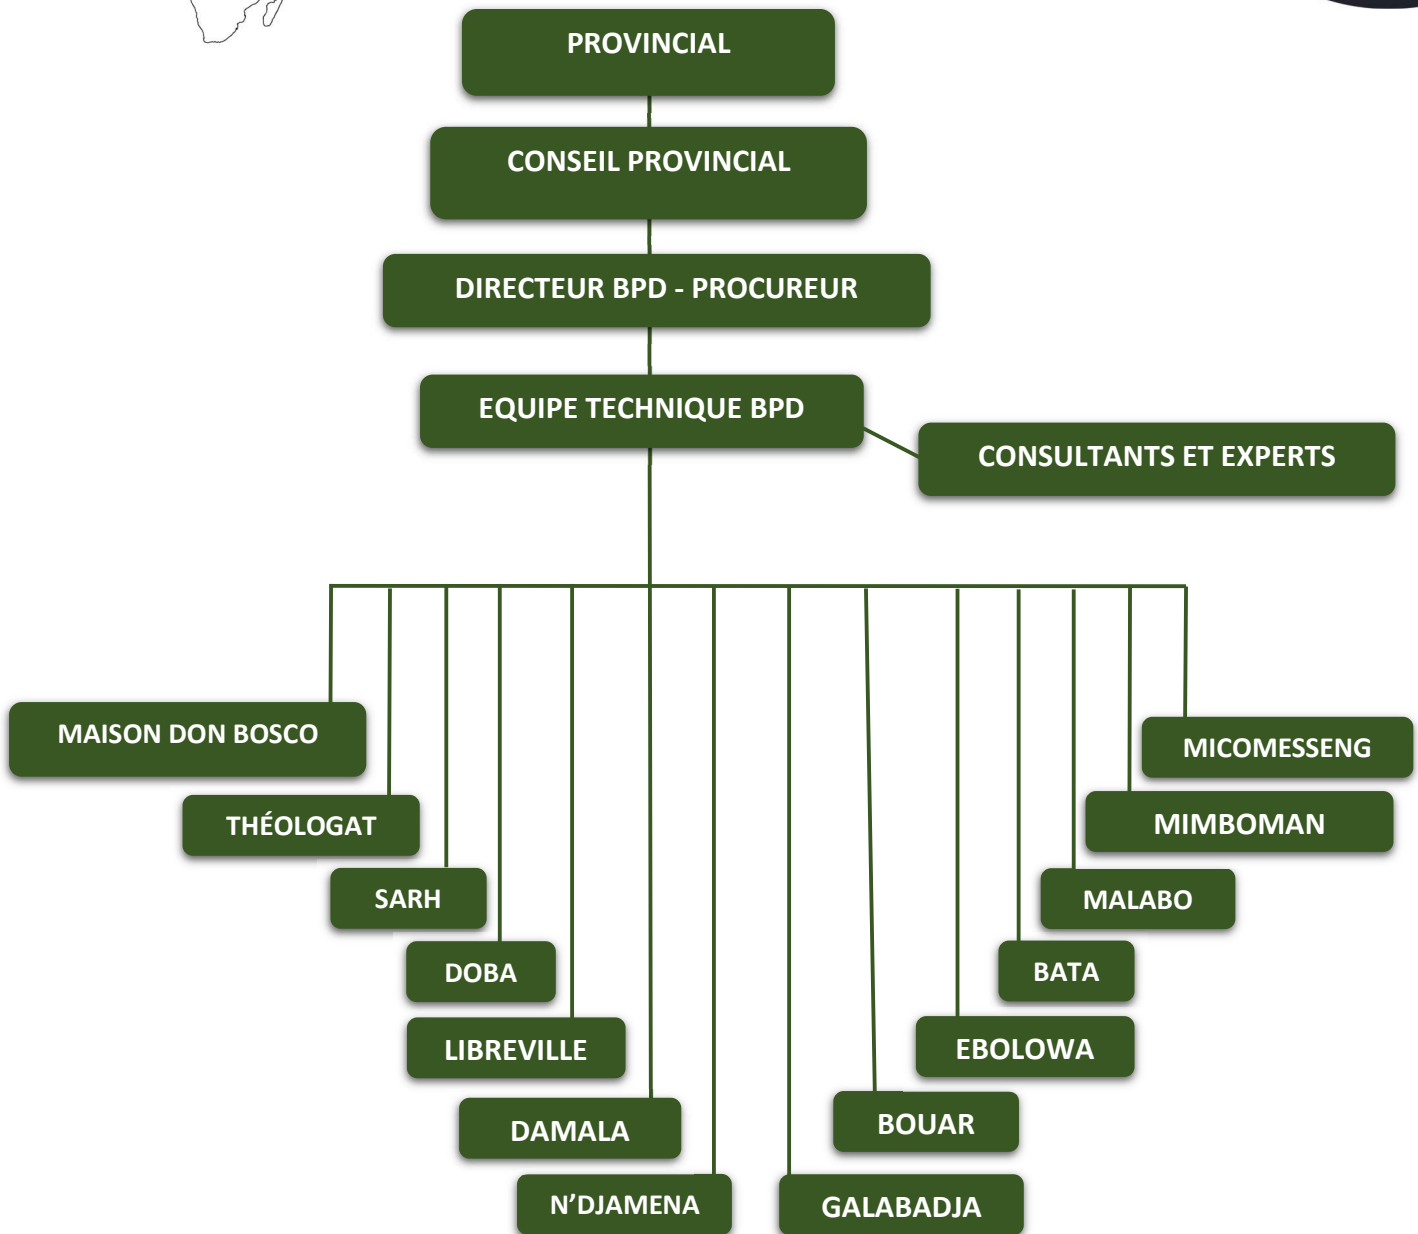 PROVINCIAL
CONSEIL PROVINCIAL
DIRECTEUR BPD - PROCUREUR
EQUIPE TECHNIQUE BPD
CONSULTANTS ET EXPERTS
MAISON DON BOSCO
MICOMESSENG
THÉOLOGAT
MIMBOMAN
SARH
MALABO
DOBA
BATA
LIBREVILLE
EBOLOWA
DAMALA
BOUAR
N’DJAMENA
GALABADJA